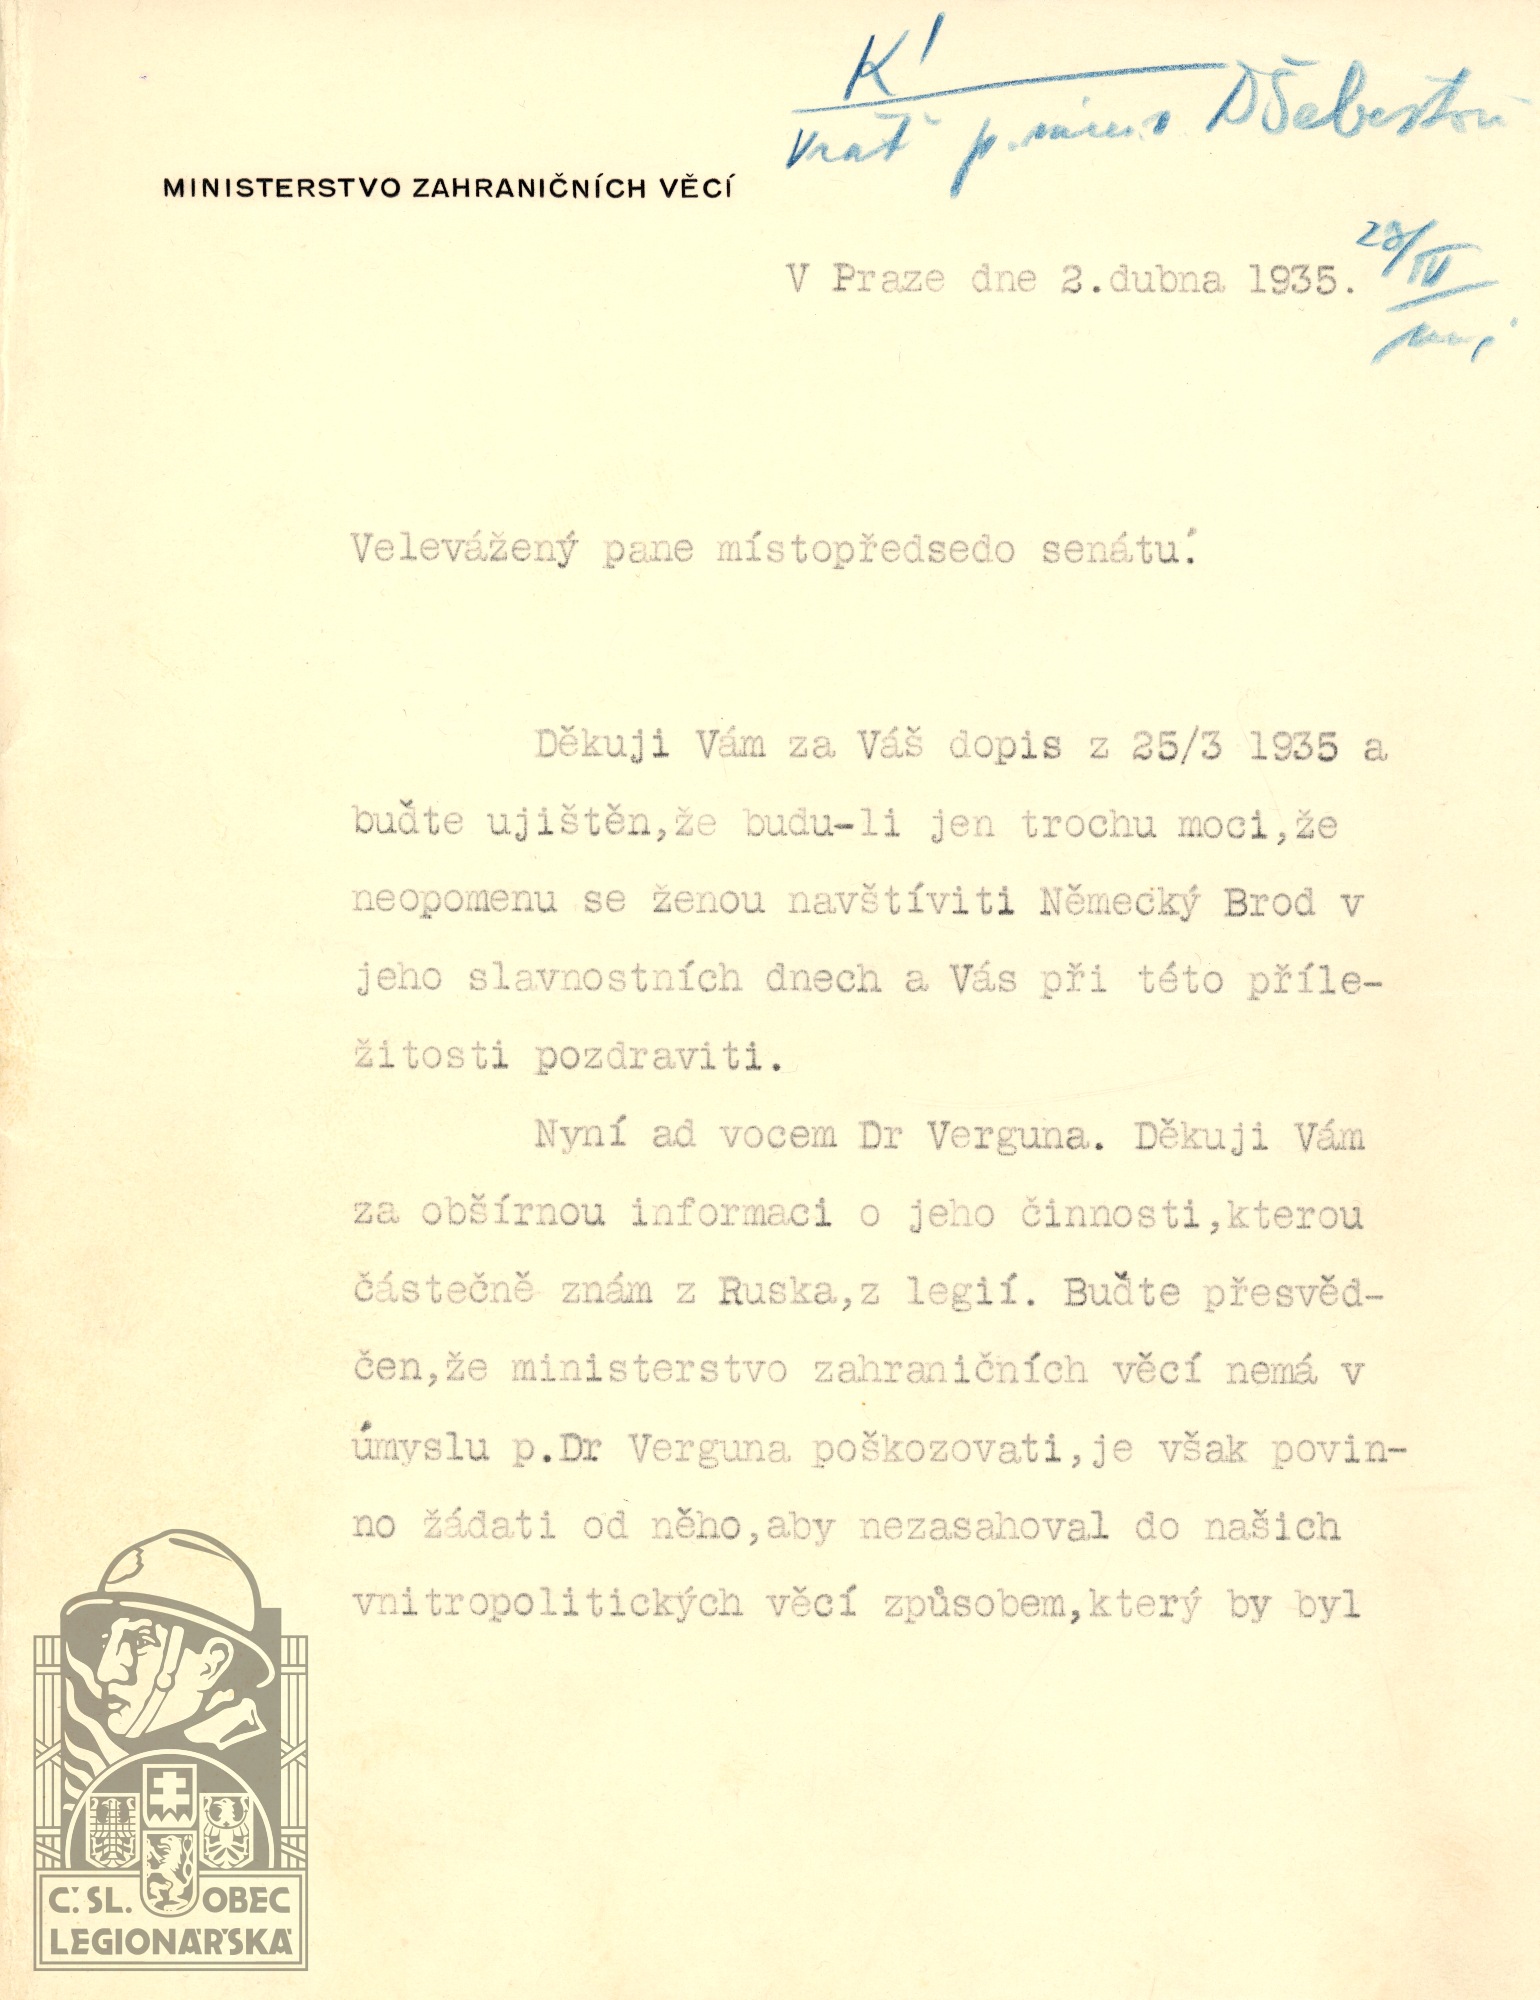 K
vrať p. D Šebestovi
MINISTERSTVO ZAHRANIČNÍCH VĚCÍ
28/IV
V Praze dne 2.dubna 1935.
Velevážený pane místopředsedo senátu!
Děkuji Vám za Váš dopis z 25/3 1935 a
buďte ujištěn,že budu-li jen trochu moci,že
neopomenu se ženou navštíviti Německý Brod v
jeho slavnostních dnech a Vás při této příle-
žitosti pozdraviti.
Nyní ad vocem Dr Verguna. Děkuji Vám
za obšírnou informaci o jeho činnosti,kterou
částečně znám z Ruska,z legií. Buďte přesvěd-
čen,že ministerstvo zahraničních věcí nemá v
úmyslu p.Dr Verguna poškozovati,je však povin-
no žádati od něho,aby nezasahoval do našich
vnitropolitických věcí způsobem,který by byl
Č. SL. OBEC
LEGIONÁŘSKÁ